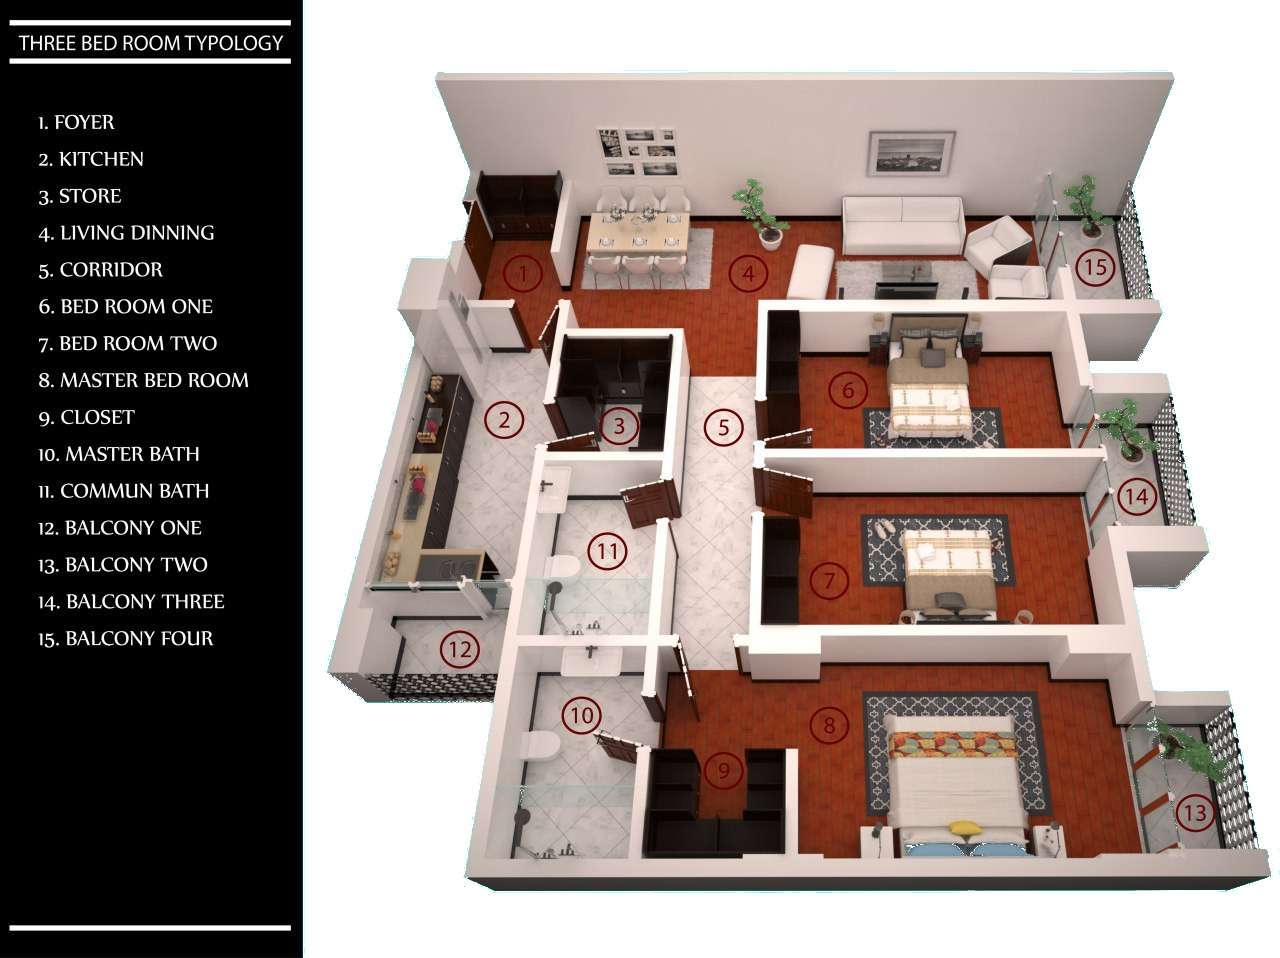 THREE BED ROOM TYPOLOGY
1. FOYER
2. KITCHEN
3. STORE
4. LIVING DINNING
5. CORRIDOR
6. BED ROOM ONE
7. BED ROOM TWO
8. MASTER BED ROOM
9. CLOSET
10. MASTER BATH
11. COMMUN BATH
12. BALCONY ONE
13. BALCONY TWO
14. BALCONY THREE
15. BALCONY FOUR
1
4
15
2
3
5
6
14
11
7
12
10
8
9
13